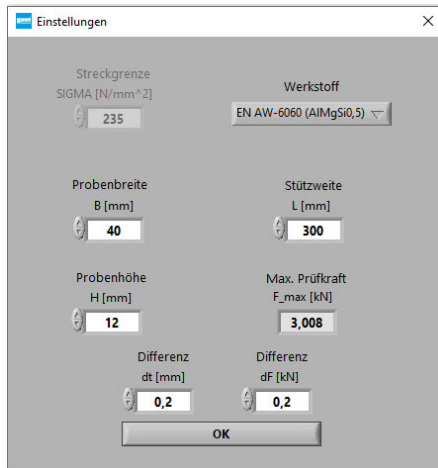 Einstellungen
Streckgrenze
SIGMA [N/mm^2]
235
Werkstoff
EN AW-6060 (AlMgSi0,5)
Probenbreite
B [mm]
40
Stützweite
L [mm]
300
Probenhöhe
H [mm]
12
Max. Prüfkraft
F_max [kN]
3,008
Differenz
dt [mm]
0,2
Differenz
dF [kN]
0,2
OK